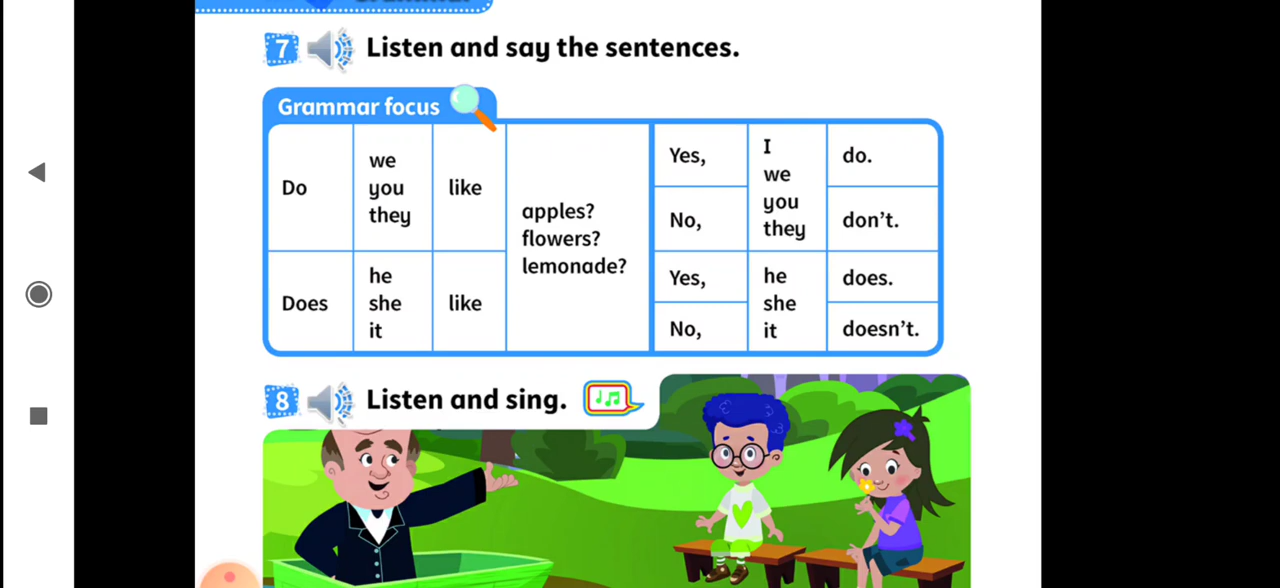 Grammar
7 Listen and say the sentences.
Grammar focus
Do
we
you
they
like
apples?
flowers?
lemonade?
Yes,
I
we
you
they
do.
No,
don't.
Does
he
she
it
like
Yes,
he
she
it
does.
No,
doesn't.
8 Listen and sing.